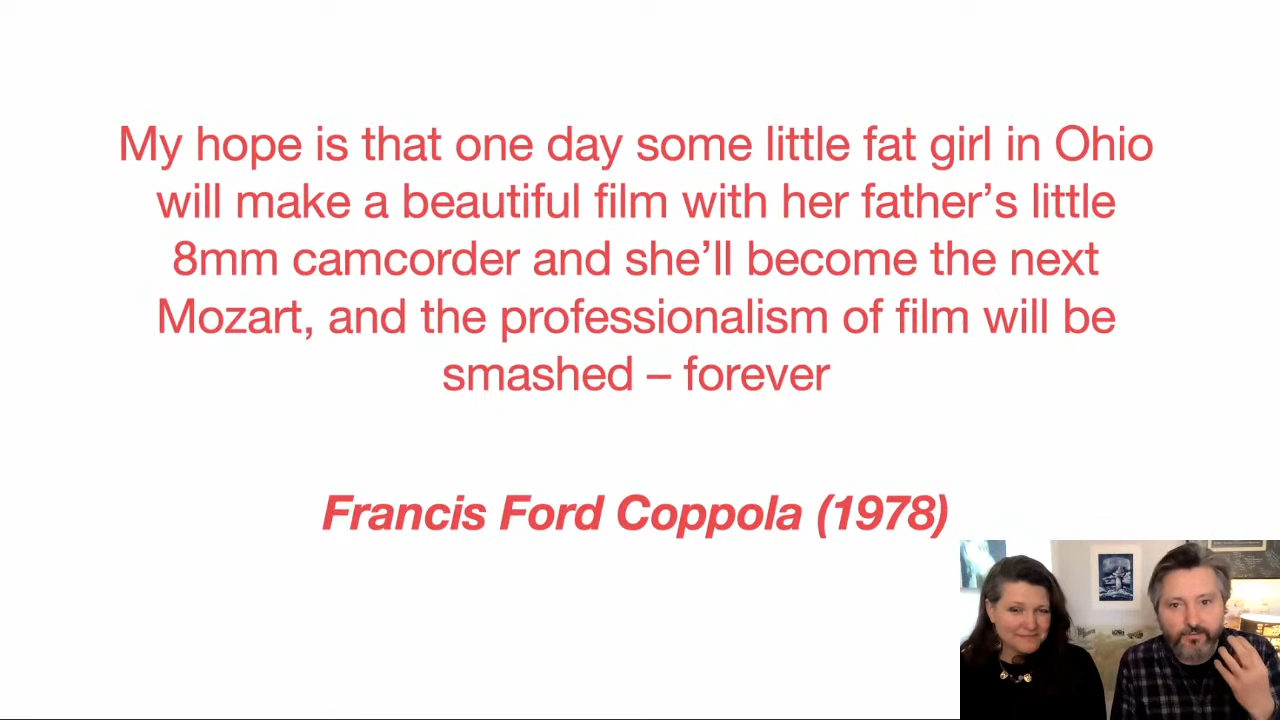 My hope is that one day some little fat girl in Ohio
will make a beautiful film with her father’s little
8mm camcorder and she’ll become the next
Mozart, and the professionalism of film will be
smashed – forever
Francis Ford Coppola (1978)